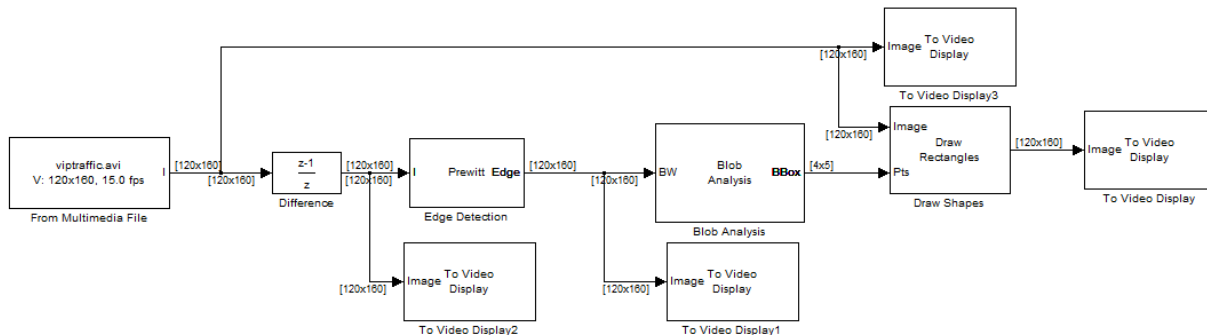 viptraffic.avi
V: 120x160, 15.0 fps
I
From Multimedia File
[120x160]
[120x160]
z-1
z
Difference
[120x160]
[120x160]
I
Prewitt
Edge
Edge Detection
[120x160]
Image
To Video
Display
To Video Display2
[120x160]
[120x160]
BW
Blob
Analysis
BBox
Blob Analysis
[120x160]
Image
To Video
Display
To Video Display1
[4x5]
[120x160]
Image
To Video
Display
To Video Display3
[120x160]
Image
Pts
Draw
Rectangles
Draw Shapes
[120x160]
Image
To Video
Display
To Video Display